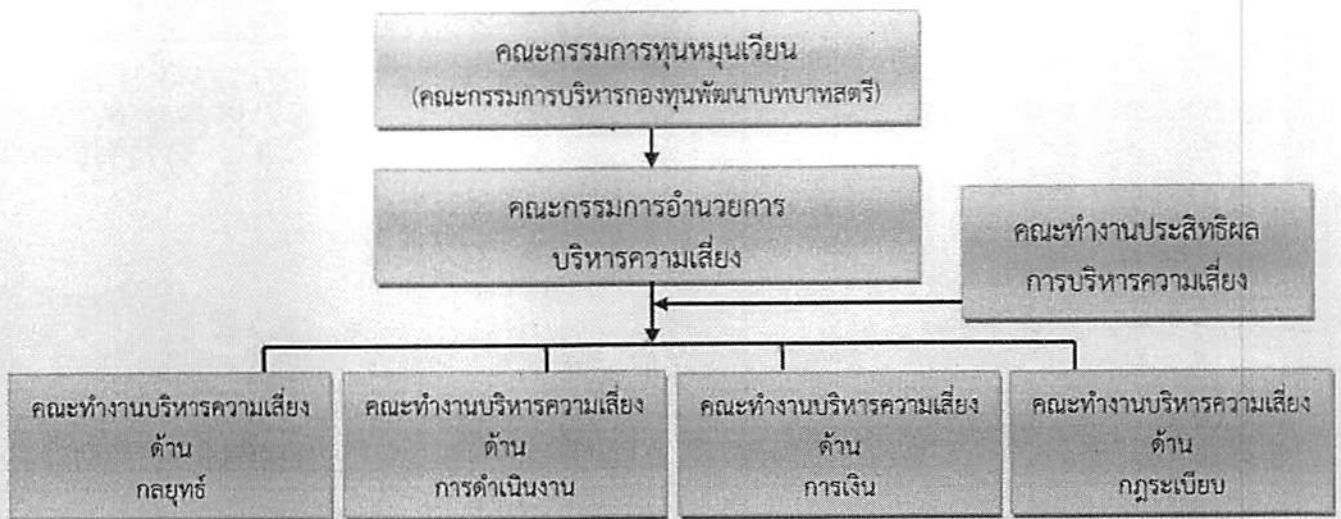 คณะกรรมการทุนหมุนเวียน
(คณะกรรมการบริหารกองทุนพัฒนาบทบาทสตรี)
คณะกรรมการอำนวยการ
บริหารความเสี่ยง
คณะทำงานประสิทธิผล
การบริหารความเสี่ยง
คณะทำงานบริหารความเสี่ยง
ด้าน
กลยุทธ์
คณะทำงานบริหารความเสี่ยง
ด้าน
การดำเนินงาน
คณะทำงานบริหารความเสี่ยง
ด้าน
การเงิน
คณะทำงานบริหารความเสี่ยง
ด้าน
กฎระเบียบ